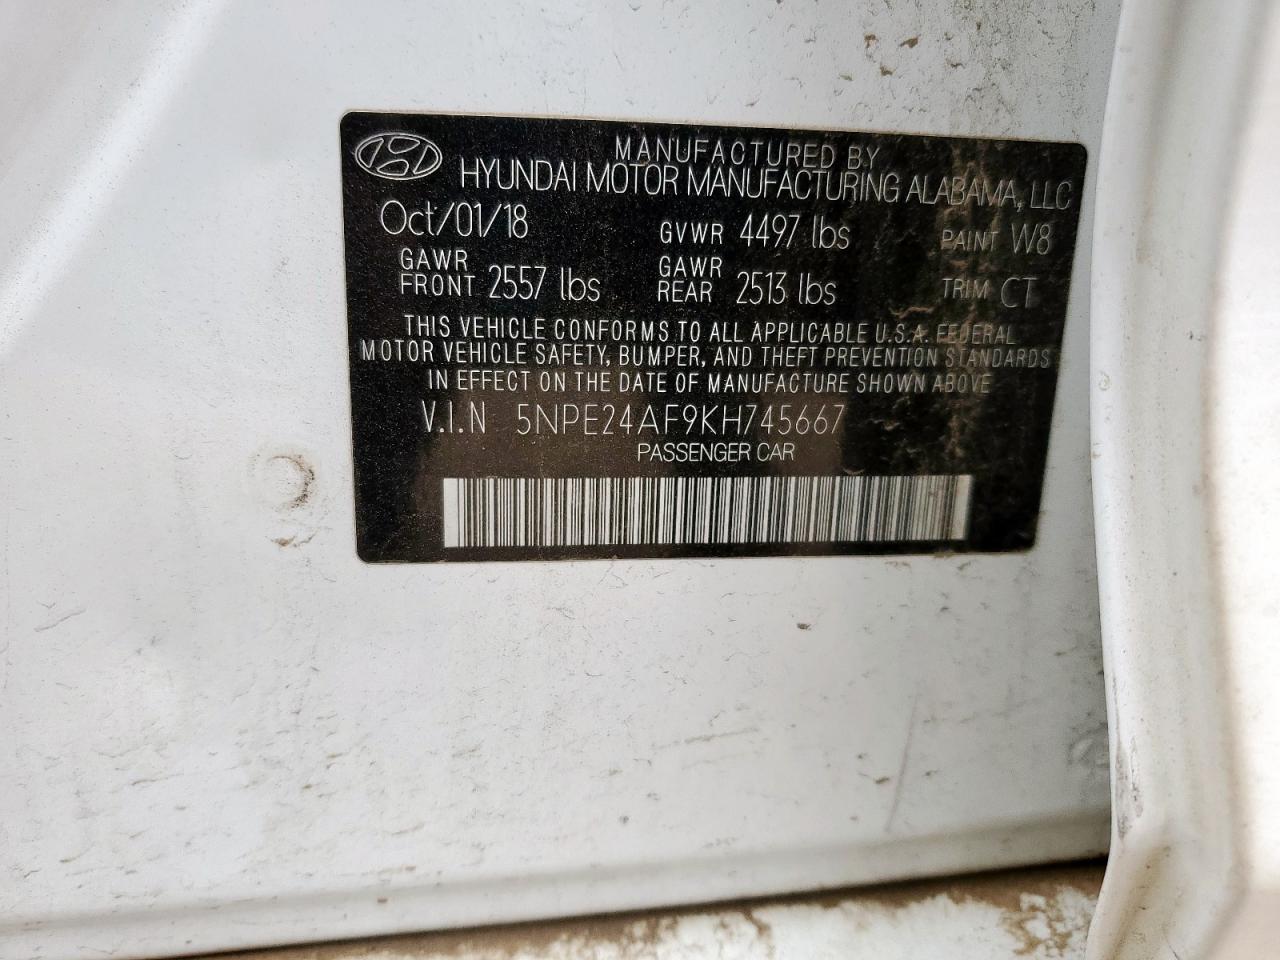 MANUFACTURED BY
HYUNDAI MOTOR MANUFACTURING ALABAMA, LLC
Oct/01/18 GVWR 4497 lbs PAINT W8
GAWR FRONT 2557 lbs GAWR REAR 2513 lbs TRIM CT
THIS VEHICLE CONFORMS TO ALL APPLICABLE U.S.A. FEDERAL
MOTOR VEHICLE SAFETY, BUMPER, AND THEFT PREVENTION STANDARDS
IN EFFECT ON THE DATE OF MANUFACTURE SHOWN ABOVE
V.I.N 5NPE24AF9KH745667
PASSENGER CAR